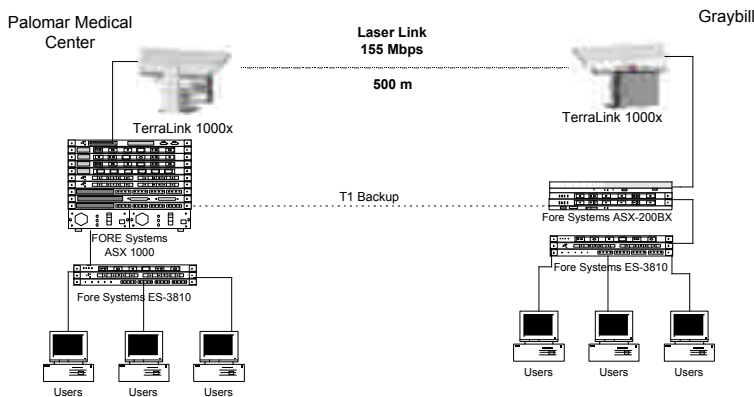 Palomar Medical
Center
Laser Link
155 Mbps
500 m
Graybill
TerraLink 1000x
TerraLink 1000x
T1 Backup
FORE Systems
ASX 1000
Fore Systems ASX-200BX
Fore Systems ES-3810
Fore Systems ES-3810
Users
Users
Users
Users
Users
Users